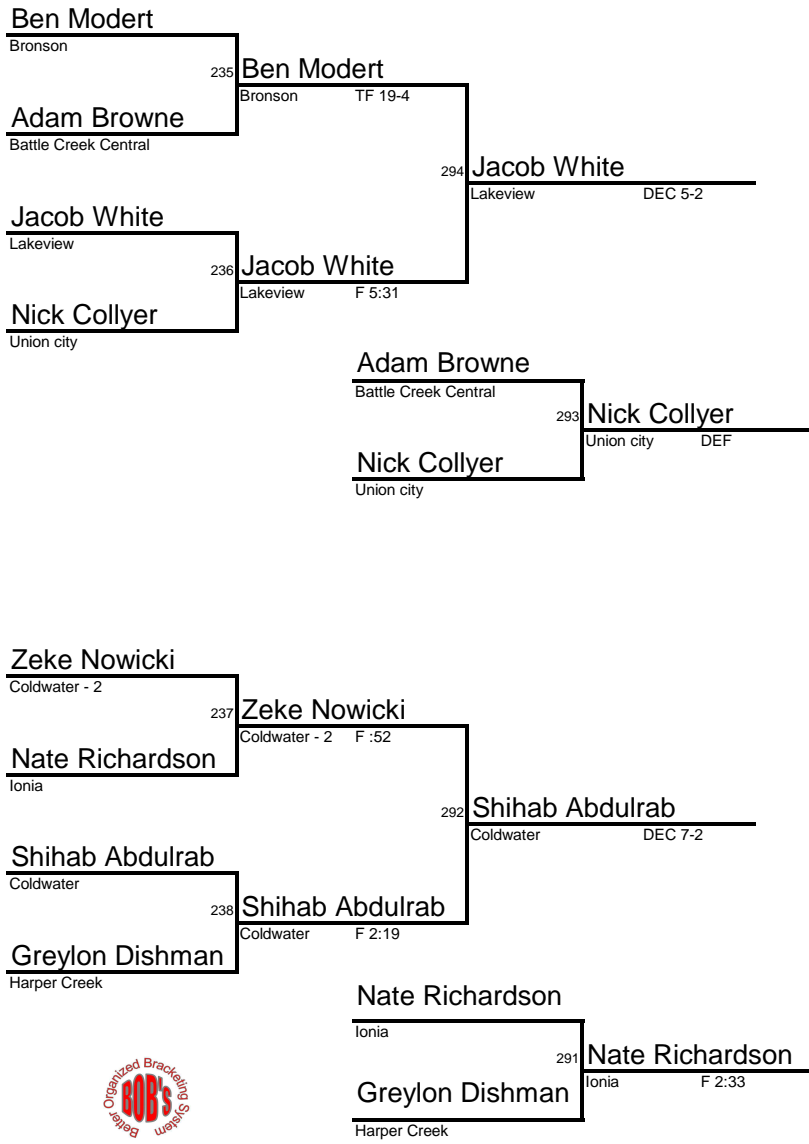 Ben Modert
Bronson
235 Ben Modert
Bronson TF 19-4
Adam Browne
Battle Creek Central
294 Jacob White
Lakeview DEC 5-2
Jacob White
Lakeview
236 Jacob White
Lakeview F 5:31
Nick Collyer
Union city
Adam Browne
Battle Creek Central
293 Nick Collyer
Union city DEF
Nick Collyer
Union city
Zeke Nowicki
Coldwater - 2
237 Zeke Nowicki
Coldwater - 2 F :52
Nate Richardson
Ionia
292 Shihab Abdulrab
Coldwater DEC 7-2
Shihab Abdulrab
Coldwater
238 Shihab Abdulrab
Coldwater F 2:19
Greylon Dishman
Harper Creek
Nate Richardson
Ionia
291 Nate Richardson
Ionia F 2:33
Greylon Dishman
Harper Creek
Better Organized Bracketing System
BOB's